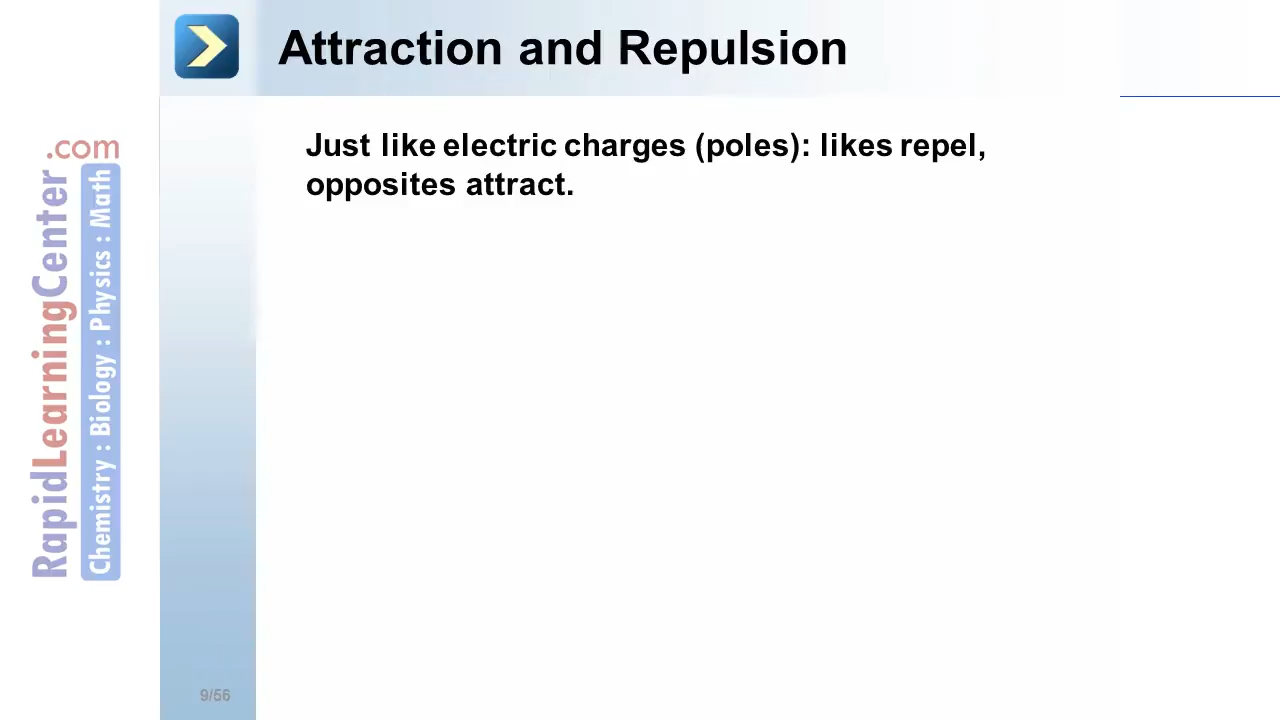 Attraction and Repulsion
Just like electric charges (poles): likes repel,
opposites attract.
RapidLearningCenter
.com
Chemistry : Biology : Physics : Math
9/56